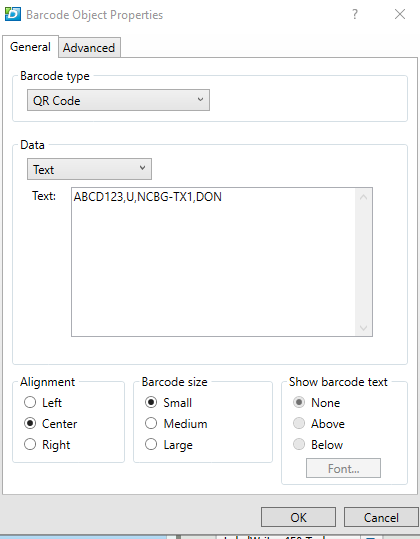 Barcode Object Properties
General
Advanced
Barcode type
QR Code
Data
Text
Text:
ABCD123,U,NCBG-TX1,DON
Alignment
Left
Center
Right
Barcode size
Small
Medium
Large
Show barcode text
None
Above
Below
Font...
OK
Cancel